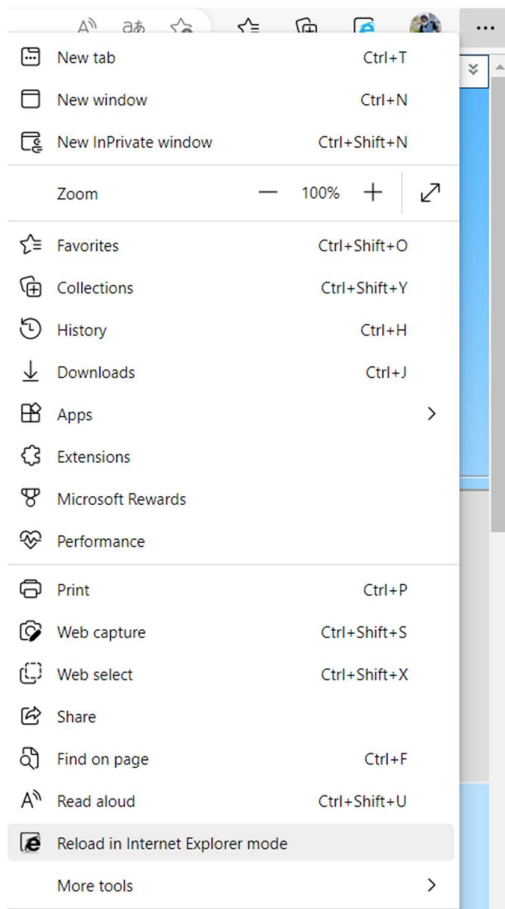 A あ
New tab Ctrl+T
New window Ctrl+N
New InPrivate window Ctrl+Shift+N
Zoom — 100% +
Favorites Ctrl+Shift+O
Collections Ctrl+Shift+Y
History Ctrl+H
Downloads Ctrl+J
Apps
Extensions
Microsoft Rewards
Performance
Print Ctrl+P
Web capture Ctrl+Shift+S
Web select Ctrl+Shift+X
Share
Find on page Ctrl+F
Read aloud Ctrl+Shift+U
Reload in Internet Explorer mode
More tools